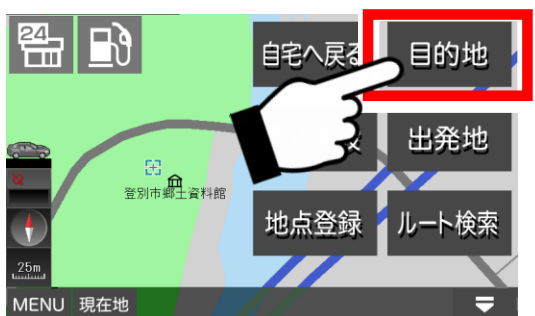 24
自宅へ戻る
目的地
出発地
登別市郷土資料館
地点登録
ルート検索
25m
MENU 現在地